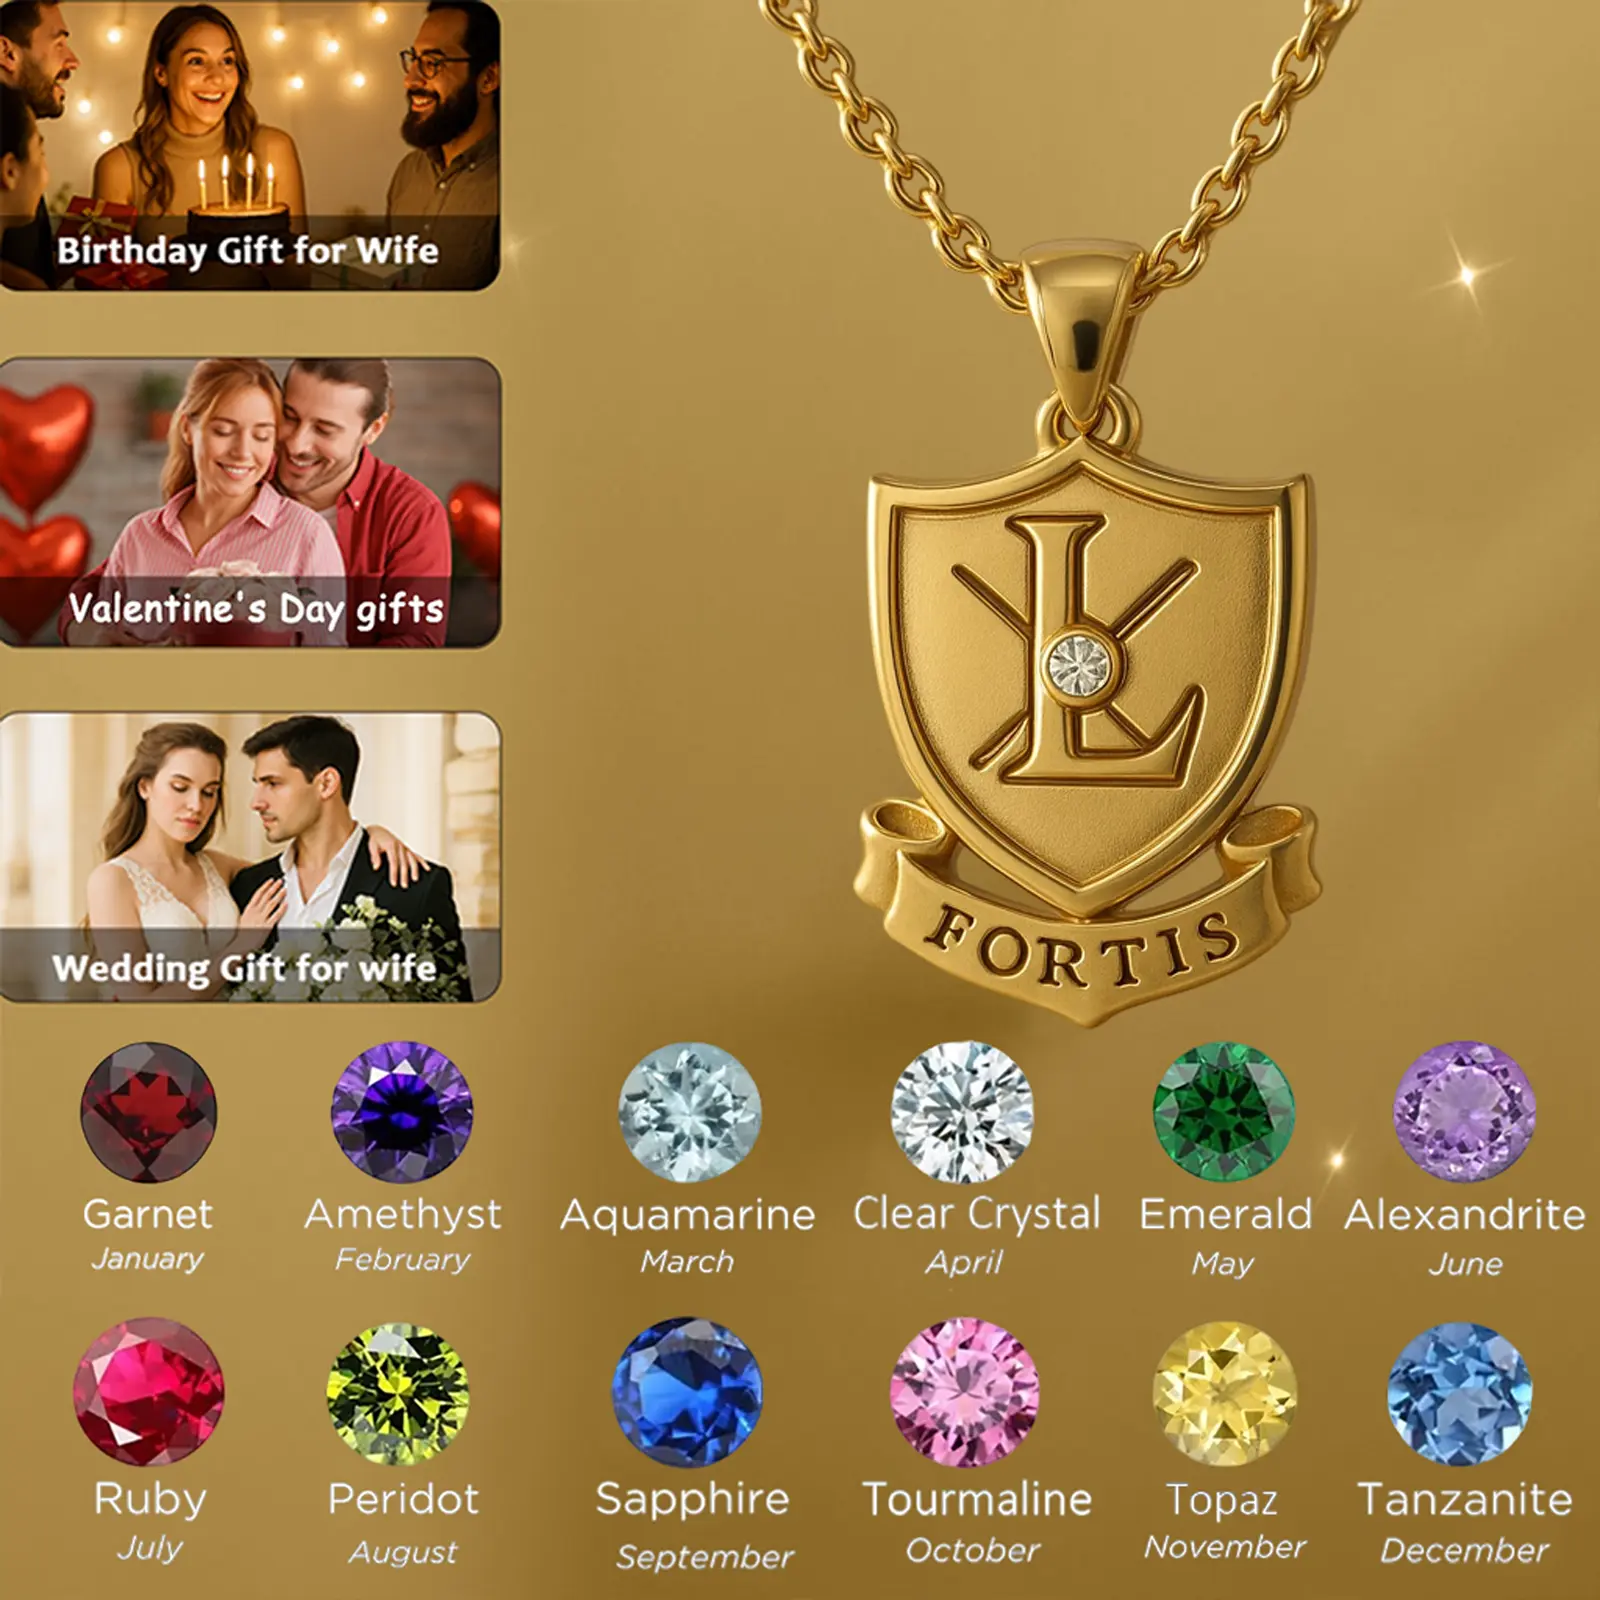 Birthday Gift for Wife
Valentine's Day gifts
Wedding Gift for wife
L
FORTIS
Garnet
January
Amethyst
February
Aquamarine
March
Clear Crystal
April
Emerald
May
Alexandrite
June
Ruby
July
Peridot
August
Sapphire
September
Tourmaline
October
Topaz
November
Tanzanite
December